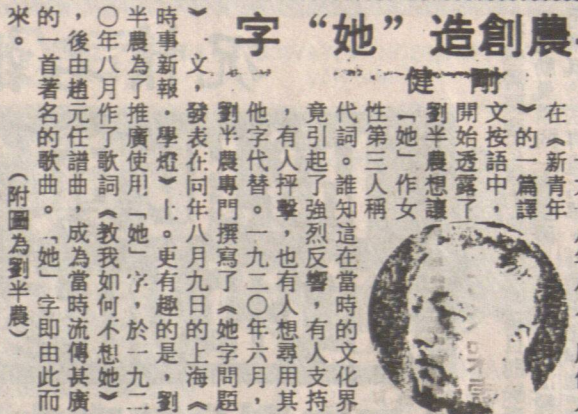 農創造“她”字
剛健
在《新青年
》的一篇譯
文按語中，
開始透露了
劉半農想讓
「她」作女
性第三人稱
代詞。誰知這在當時的文化界
竟引起了強烈反響，有人支持
，有人抨擊，也有人想尋用其
他字代替。一九二〇年六月，
劉半農專門撰寫了《她字問題
》一文，發表在同年八月九日的上海《
時事新報·學燈》上。更有趣的是，劉
半農為了推廣使用「她」字，於一九二
〇年八月作了歌詞《教我如何不想她》
，後由趙元任譜曲，成為當時流傳甚廣
的一首著名的歌曲。「她」字即由此而
來。
（附圖為劉半農）